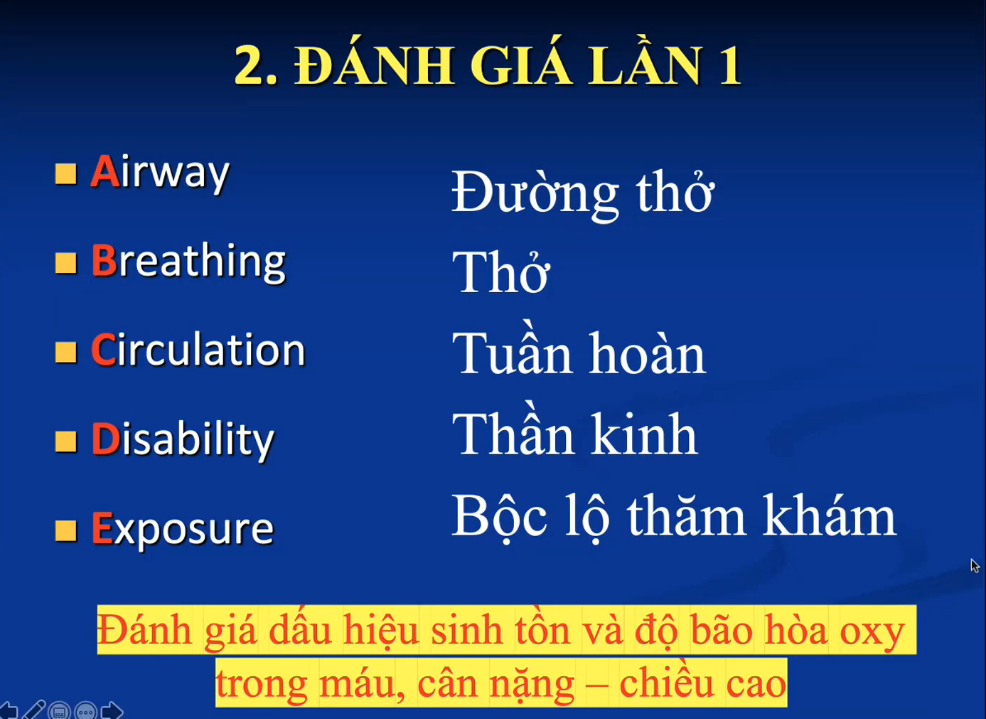 2. ĐÁNH GIÁ LẦN 1
Airway
Đường thở
Breathing
Thở
Circulation
Tuần hoàn
Disability
Thần kinh
Exposure
Bộc lộ thăm khám
Đánh giá dấu hiệu sinh tồn và độ bão hòa oxy
trong máu, cân nặng – chiều cao